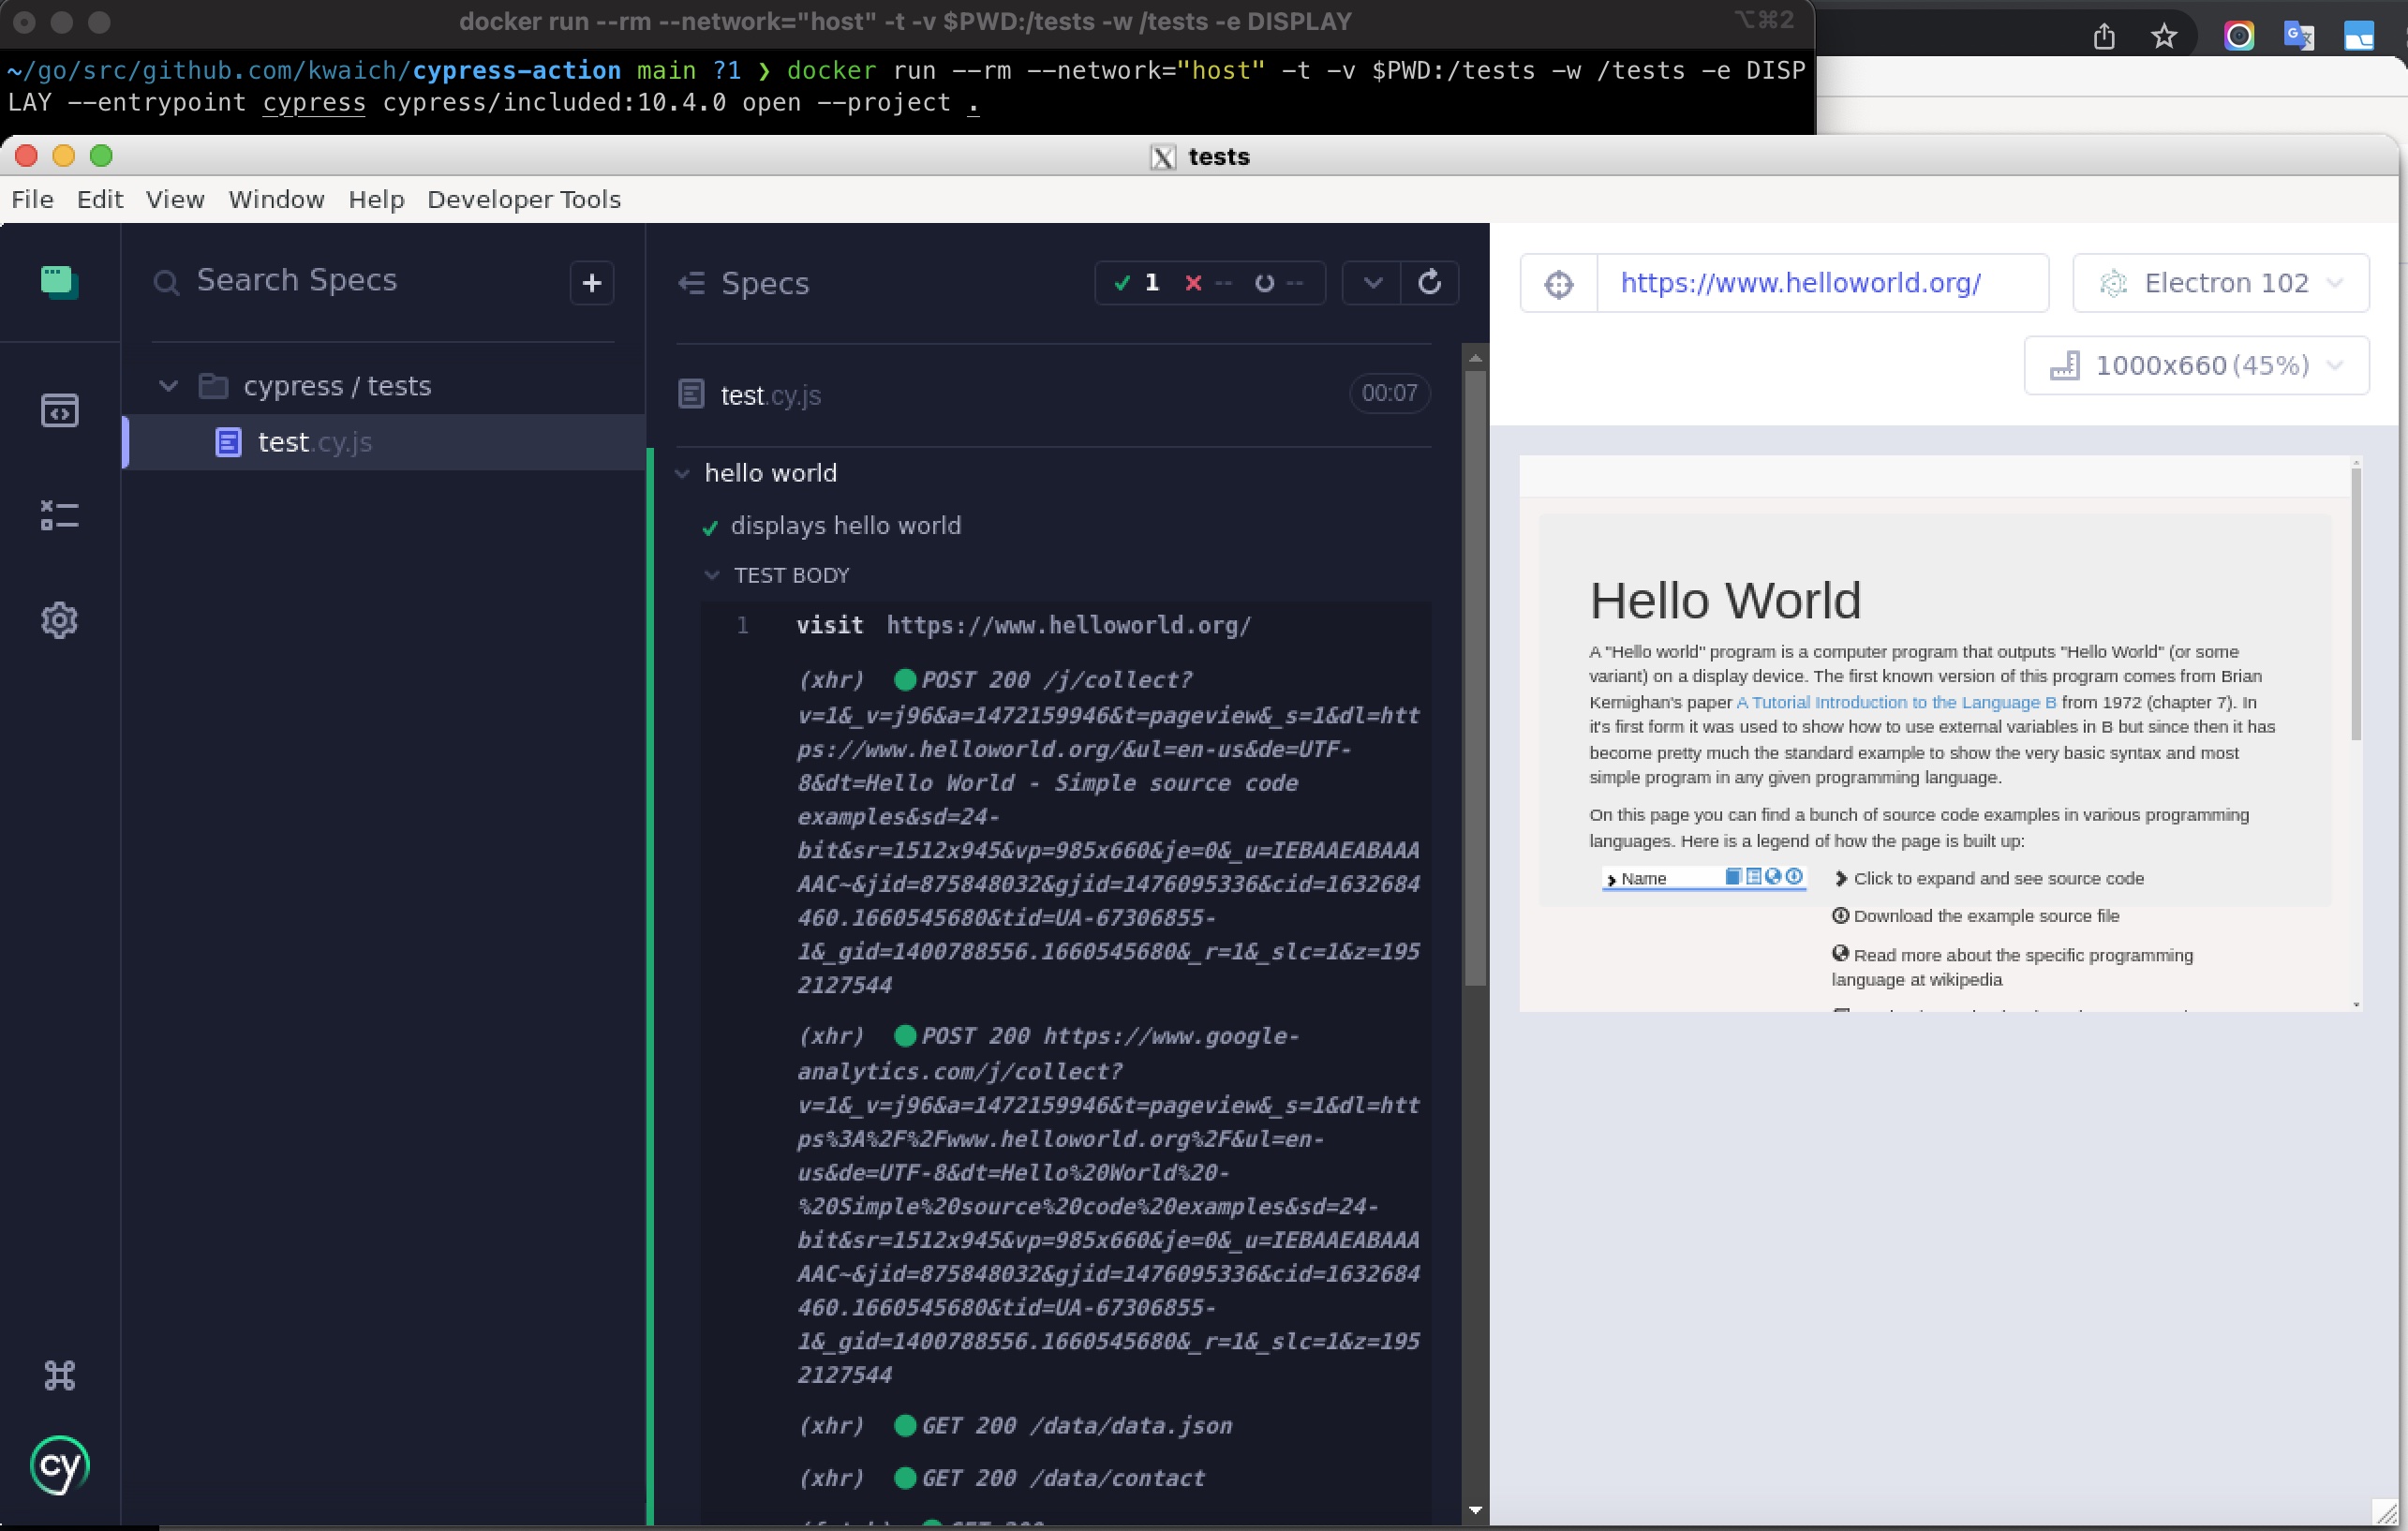 docker run --rm --network="host" -t -v $PWD:/tests -w /tests -e DISPLAY
⌥⌘2
~/go/src/github.com/kwaich/cypress-action main ?1 ❯ docker run --rm --network="host" -t -v $PWD:/tests -w /tests -e DISP
LAY --entrypoint cypress cypress/included:10.4.0 open --project .
tests
File Edit View Window Help Developer Tools
Search Specs
+
cypress / tests
test.cy.js
Specs
1 -- --
test.cy.js
00:07
hello world
displays hello world
TEST BODY
1 visit https://www.helloworld.org/
(xhr) POST 200 /j/collect?
v=1&_v=j96&a=1472159946&t=pageview&_s=1&dl=htt
ps://www.helloworld.org/&ul=en-us&de=UTF-
8&dt=Hello World - Simple source code
examples&sd=24-
bit&sr=1512x945&vp=985x660&je=0&_u=IEBAAEABAAA
AAC~&jid=875848032&gjid=1476095336&cid=1632684
460.1660545680&tid=UA-67306855-
1&_gid=1400788556.1660545680&_r=1&_slc=1&z=195
2127544
(xhr) POST 200 https://www.google-
analytics.com/j/collect?
v=1&_v=j96&a=1472159946&t=pageview&_s=1&dl=htt
ps%3A%2F%2Fwww.helloworld.org%2F&ul=en-
us&de=UTF-8&dt=Hello%20World%20-
%20Simple%20source%20code%20examples&sd=24-
bit&sr=1512x945&vp=985x660&je=0&_u=IEBAAEABAAA
AAC~&jid=875848032&gjid=1476095336&cid=1632684
460.1660545680&tid=UA-67306855-
1&_gid=1400788556.1660545680&_r=1&_slc=1&z=195
2127544
(xhr) GET 200 /data/data.json
(xhr) GET 200 /data/contact
cy
https://www.helloworld.org/
Electron 102
1000x660 (45%)
Hello World
A "Hello world" program is a computer program that outputs "Hello World" (or some
variant) on a display device. The first known version of this program comes from Brian
Kernighan's paper A Tutorial Introduction to the Language B from 1972 (chapter 7). In
it's first form it was used to show how to use external variables in B but since then it has
become pretty much the standard example to show the very basic syntax and most
simple program in any given programming language.
On this page you can find a bunch of source code examples in various programming
languages. Here is a legend of how the page is built up:
Name
Click to expand and see source code
Download the example source file
Read more about the specific programming
language at wikipedia